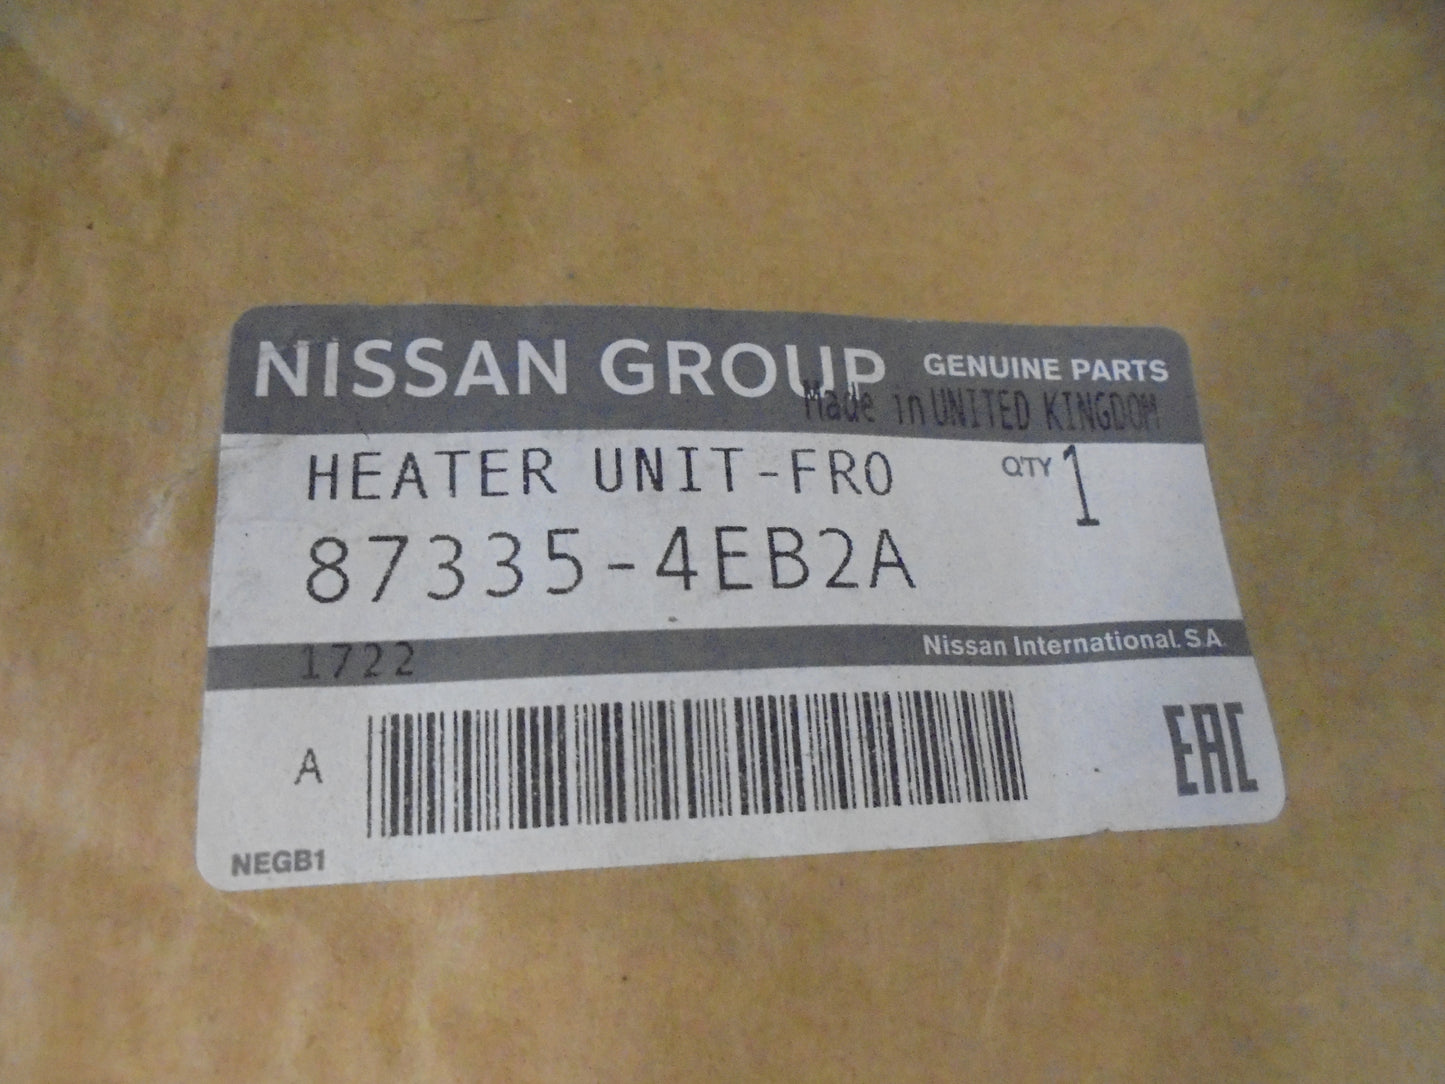 NISSAN GROUP GENUINE PARTS
Made in UNITED KINGDOM
HEATER UNIT-FRO QTY 1
87335-4EB2A
1722 Nissan International. S.A.
A EAC
NEGB1